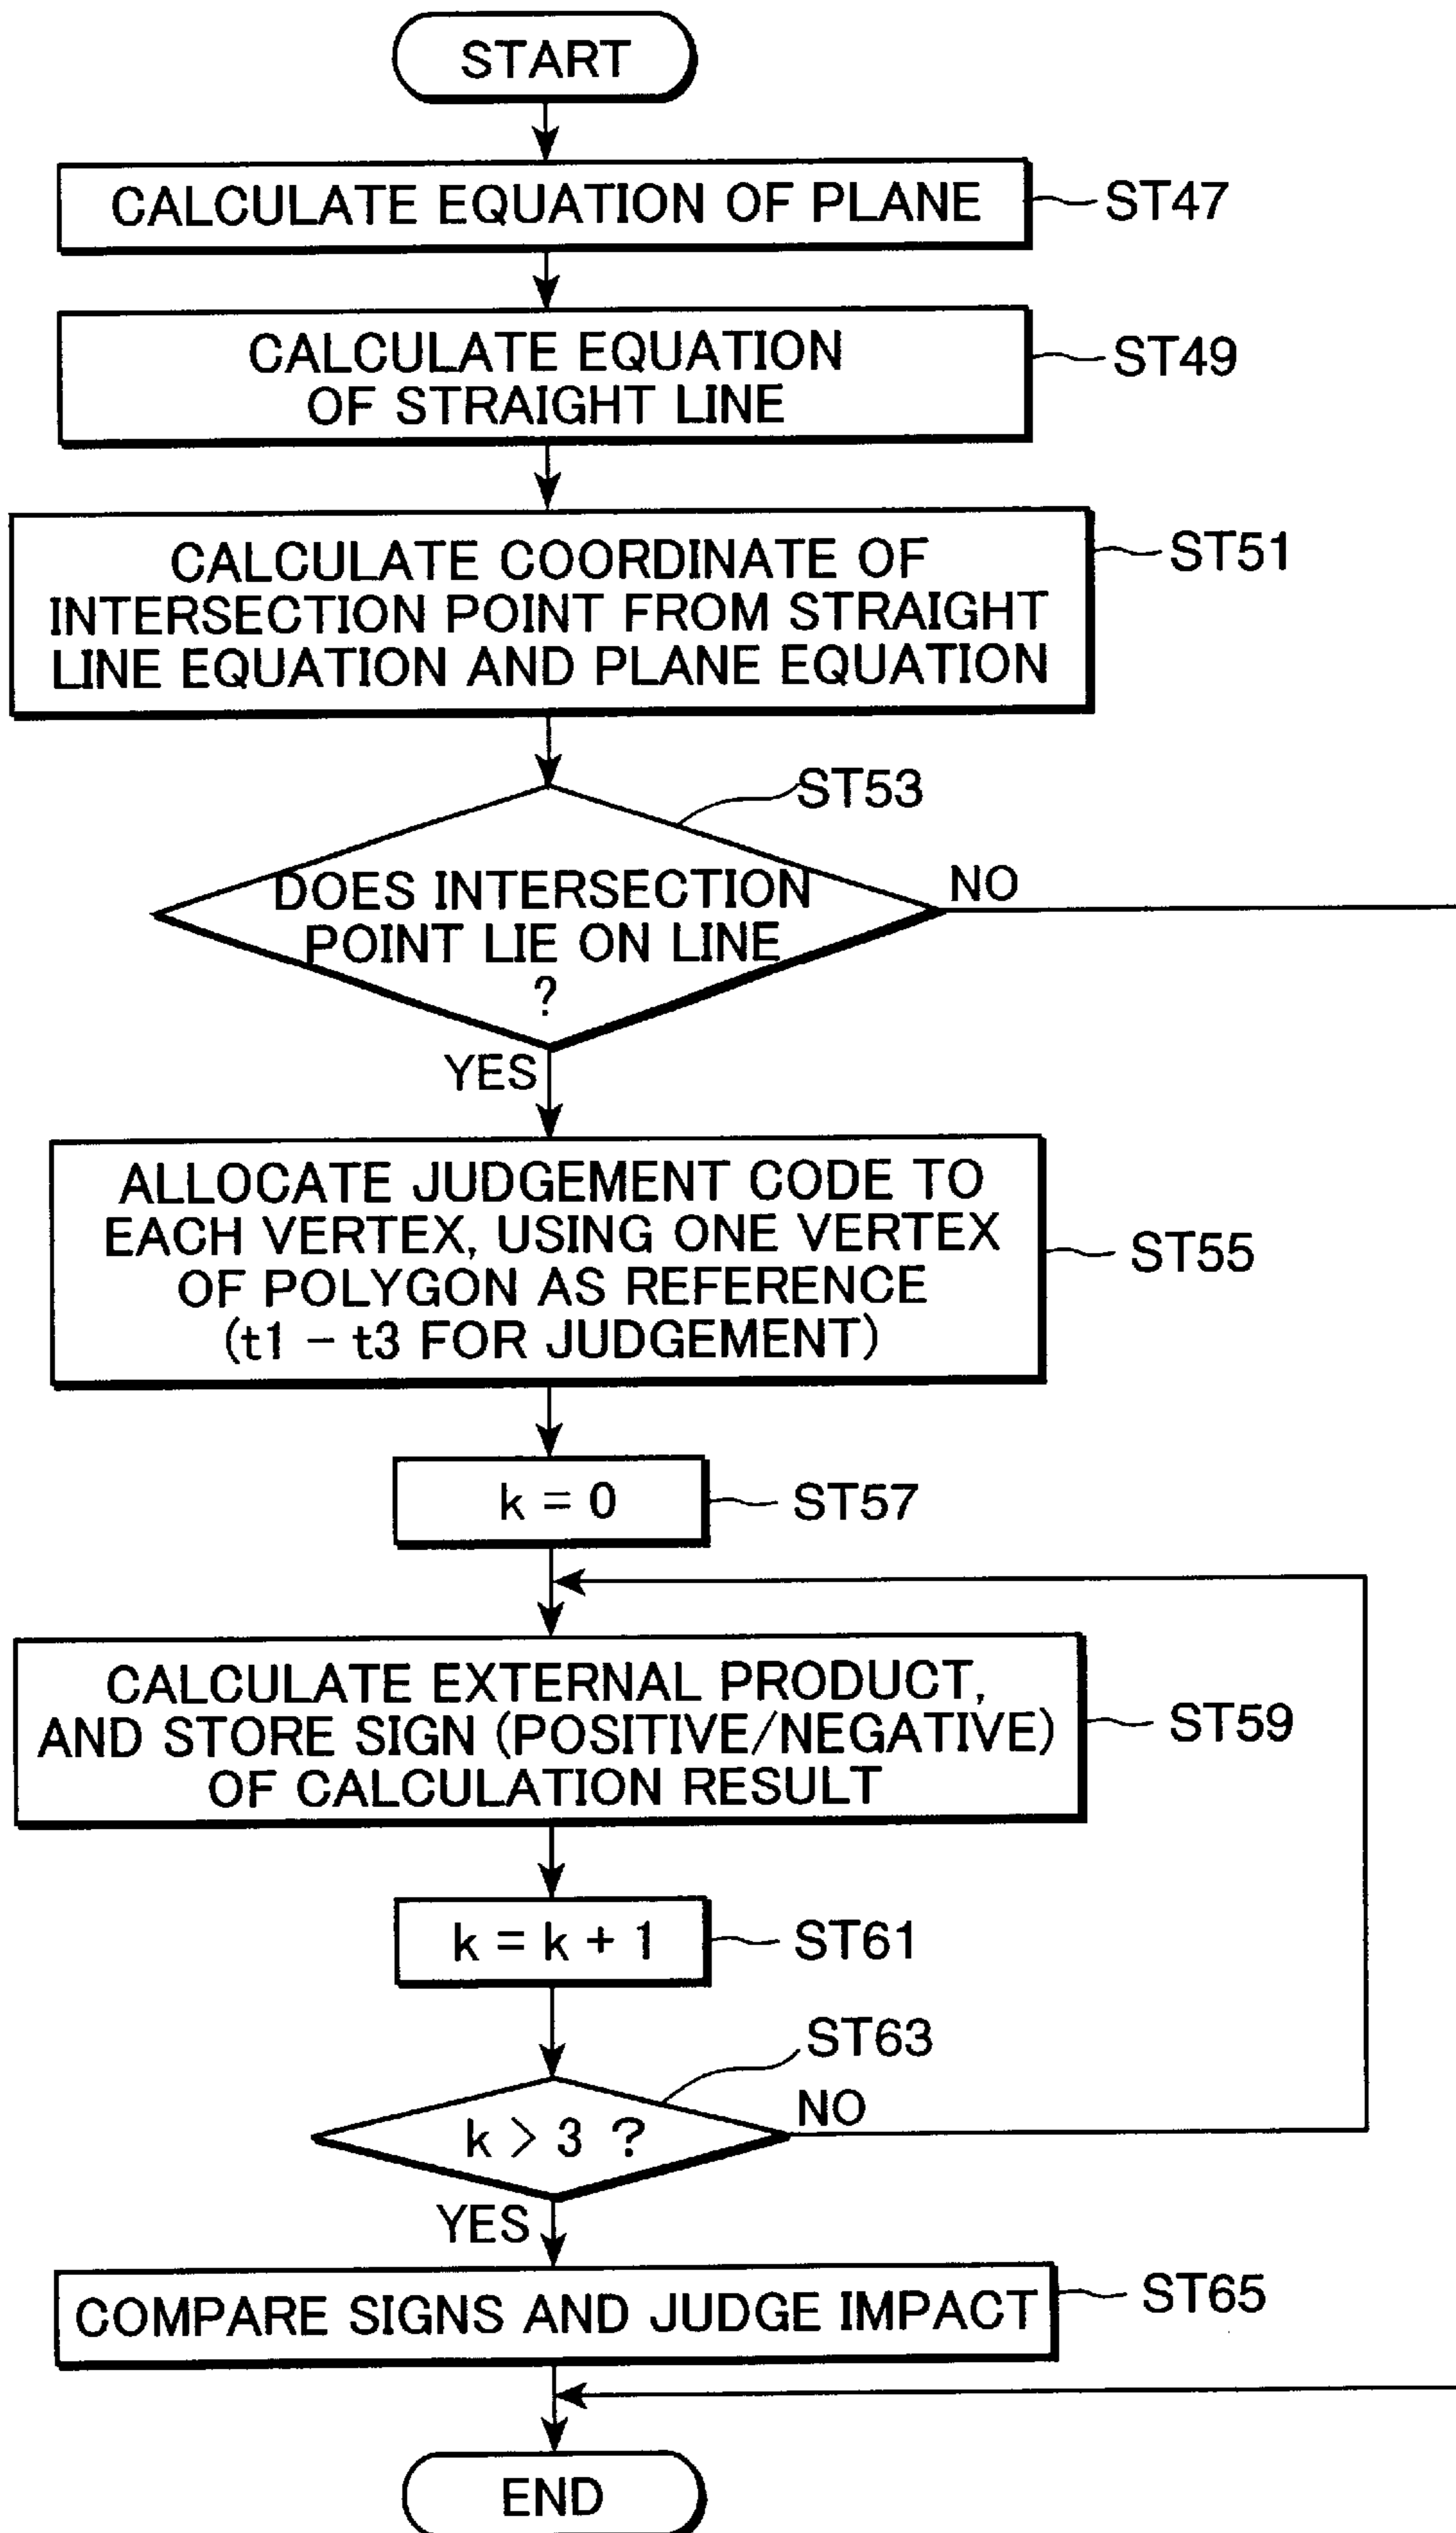 START
CALCULATE EQUATION OF PLANE
ST47
CALCULATE EQUATION
OF STRAIGHT LINE
ST49
CALCULATE COORDINATE OF
INTERSECTION POINT FROM STRAIGHT
LINE EQUATION AND PLANE EQUATION
ST51
ST53
DOES INTERSECTION
POINT LIE ON LINE
?
NO
YES
ALLOCATE JUDGEMENT CODE TO
EACH VERTEX, USING ONE VERTEX
OF POLYGON AS REFERENCE
(t1 - t3 FOR JUDGEMENT)
ST55
k = 0
ST57
CALCULATE EXTERNAL PRODUCT,
AND STORE SIGN (POSITIVE/NEGATIVE)
OF CALCULATION RESULT
ST59
k = k + 1
ST61
ST63
k > 3 ?
NO
YES
COMPARE SIGNS AND JUDGE IMPACT
ST65
END